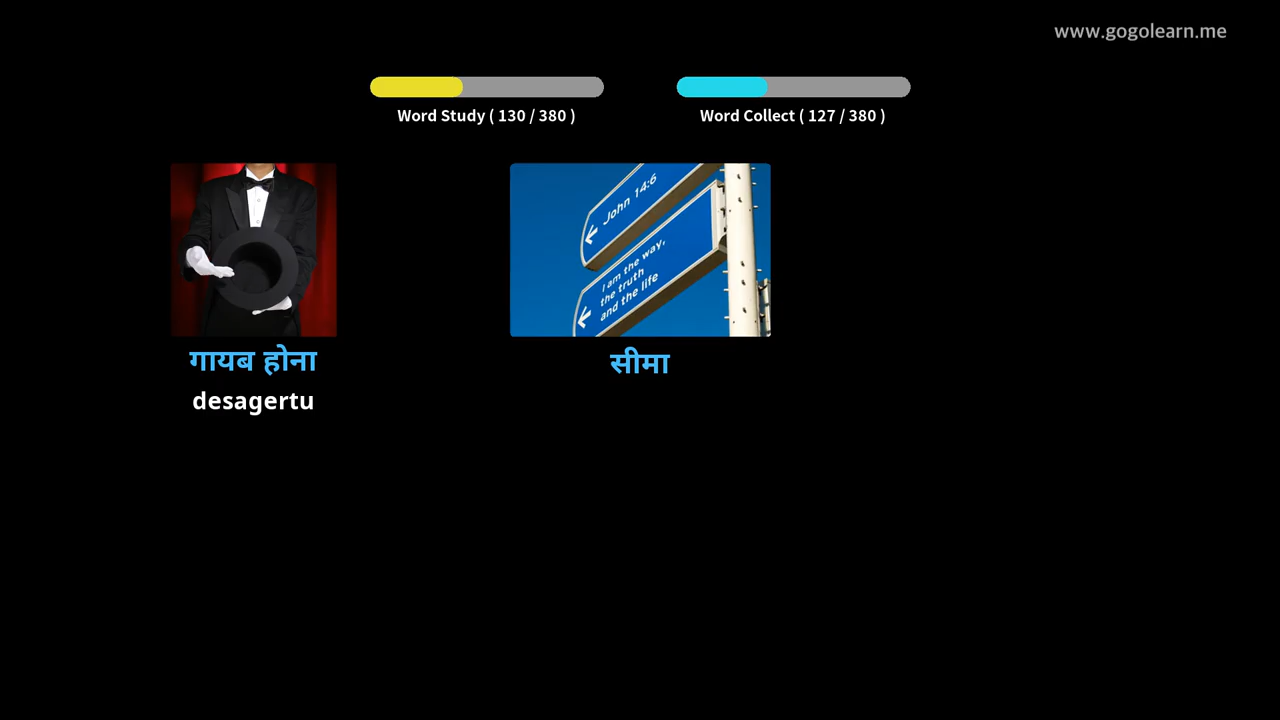 www.gogolearn.me
Word Study ( 130 / 380 )
Word Collect ( 127 / 380 )
John 14:6
I am the way,
the truth
and the life
गायब होना
desagertu
सीमा